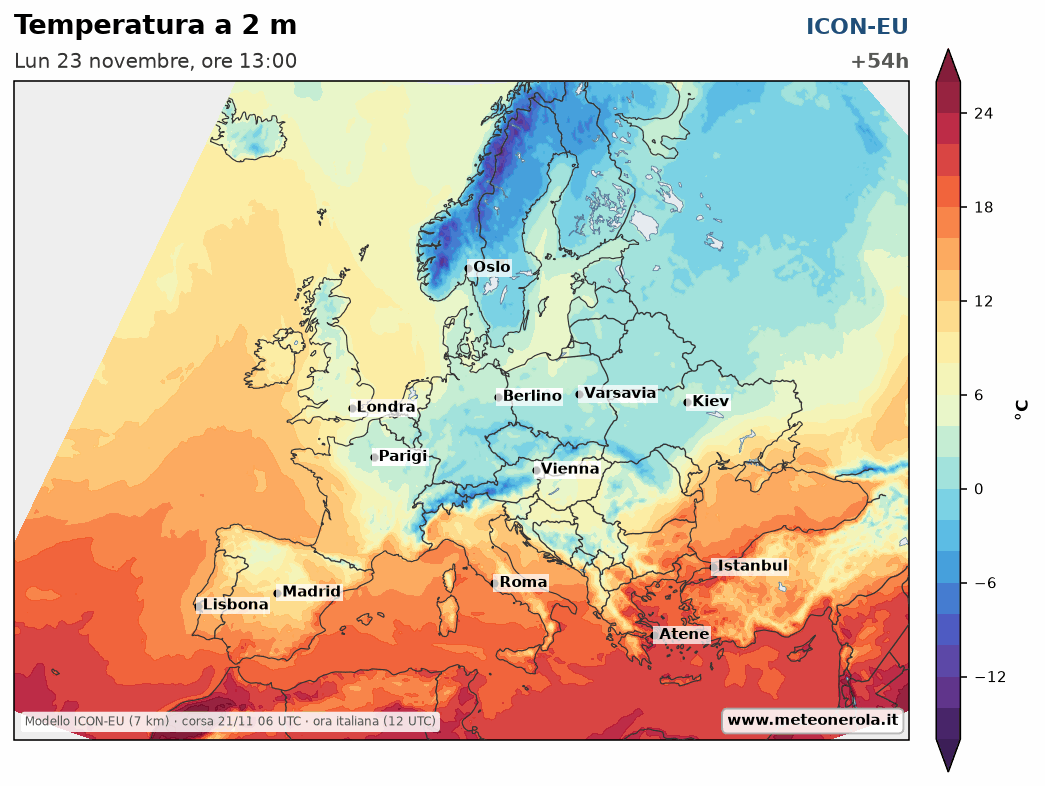 Temperatura a 2 m
ICON-EU
Lun 23 novembre, ore 13:00
+54h
24
18
12
6
0
−6
−12
°C
Oslo
Berlino
Varsavia
Kiev
Londra
Parigi
Vienna
Istanbul
Roma
Madrid
Lisbona
Atene
Modello ICON-EU (7 km) · corsa 21/11 06 UTC · ora italiana (12 UTC)
www.meteonerola.it